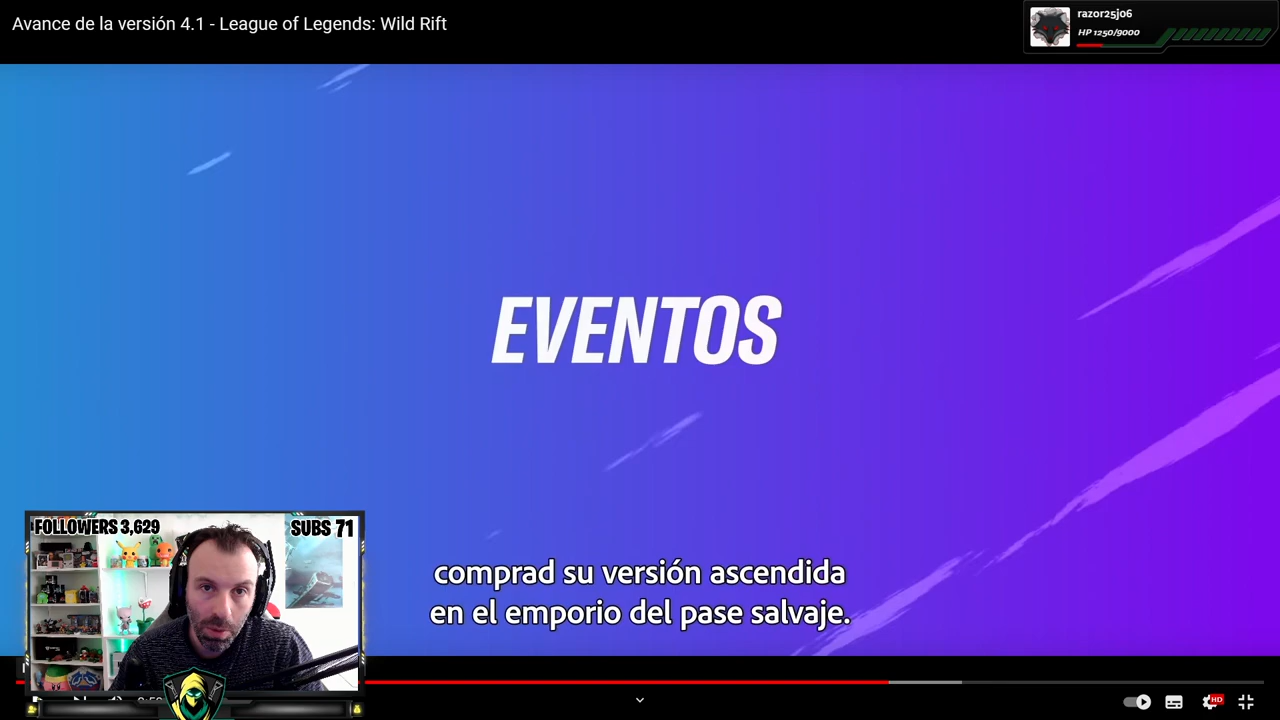 Avance de la versión 4.1 - League of Legends: Wild Rift
razor25jo6
HP 1250/9000
EVENTOS
comprad su versión ascendida
en el emporio del pase salvaje.
FOLLOWERS 3,629
SUBS 71
HD